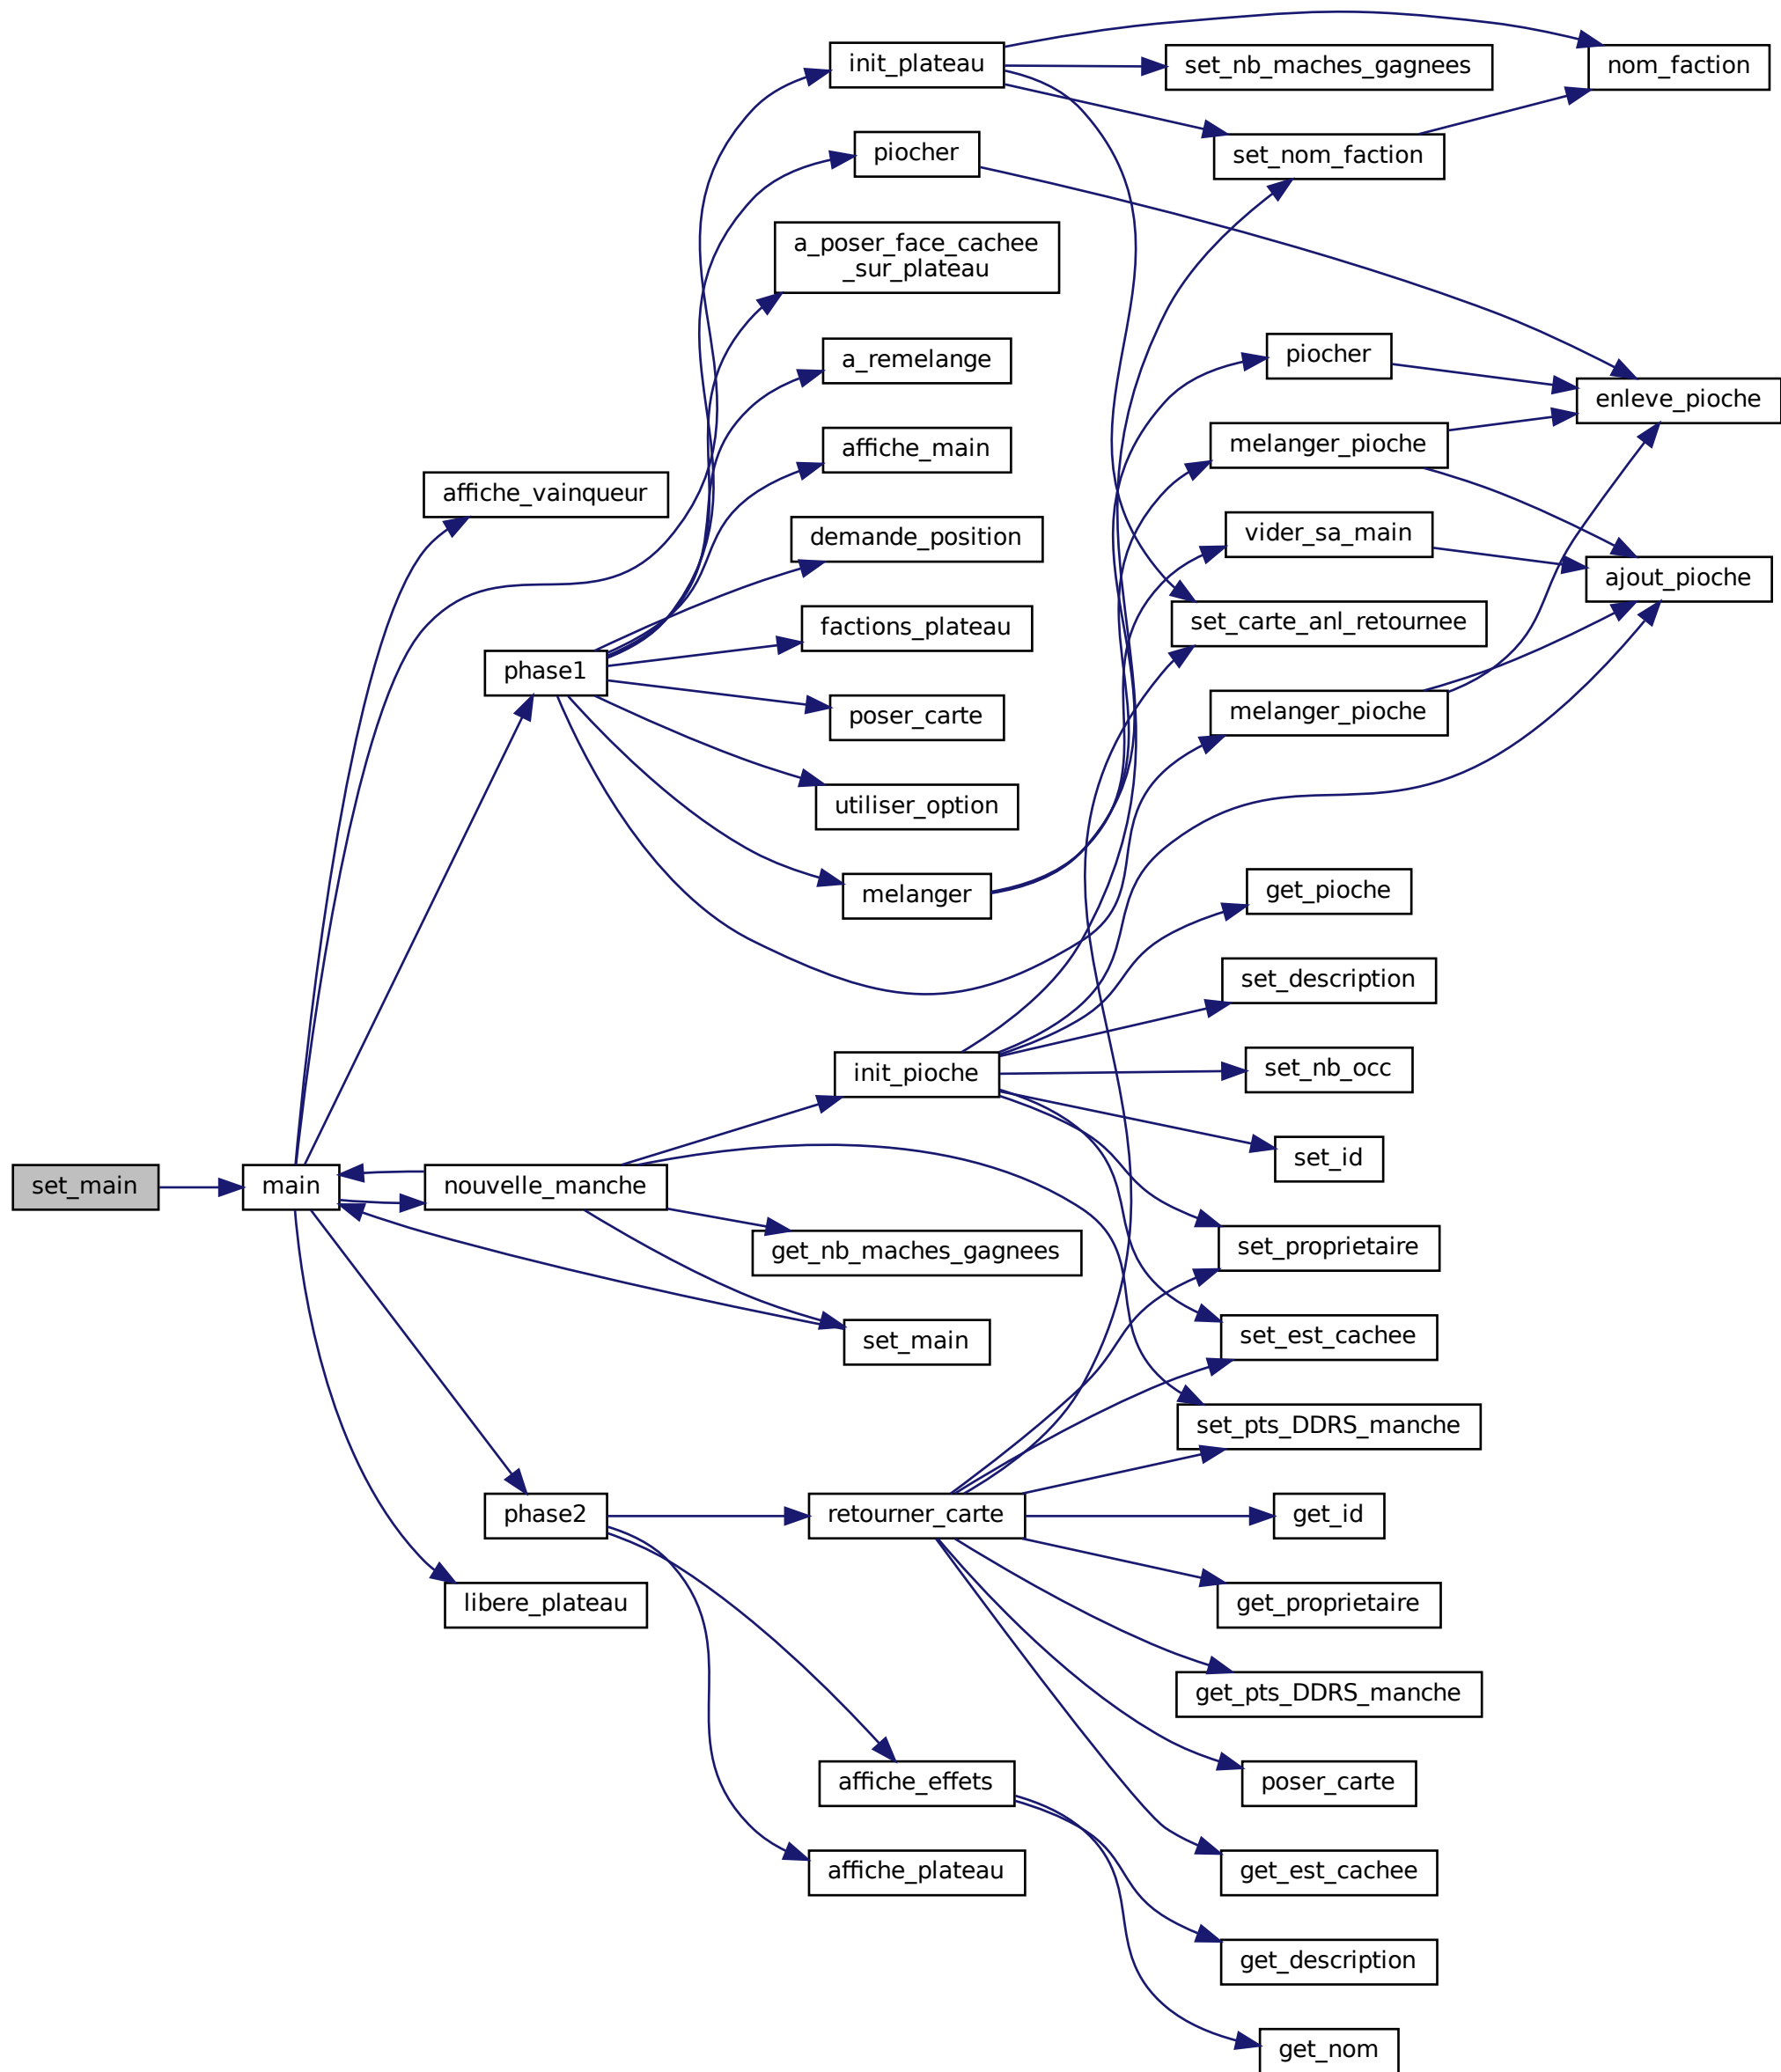 init_plateau
set_nb_maches_gagnees
nom_faction
piocher
set_nom_faction
a_poser_face_cachee
_sur_plateau
a_remelange
piocher
enleve_pioche
affiche_main
melanger_pioche
affiche_vainqueur
demande_position
vider_sa_main
ajout_pioche
factions_plateau
set_carte_anl_retournee
phase1
poser_carte
melanger_pioche
utiliser_option
melanger
get_pioche
set_description
init_pioche
set_nb_occ
set_id
set_main
main
nouvelle_manche
set_proprietaire
get_nb_maches_gagnees
set_main
set_est_cachee
set_pts_DDRS_manche
phase2
retourner_carte
get_id
libere_plateau
get_proprietaire
get_pts_DDRS_manche
affiche_effets
poser_carte
affiche_plateau
get_est_cachee
get_description
get_nom